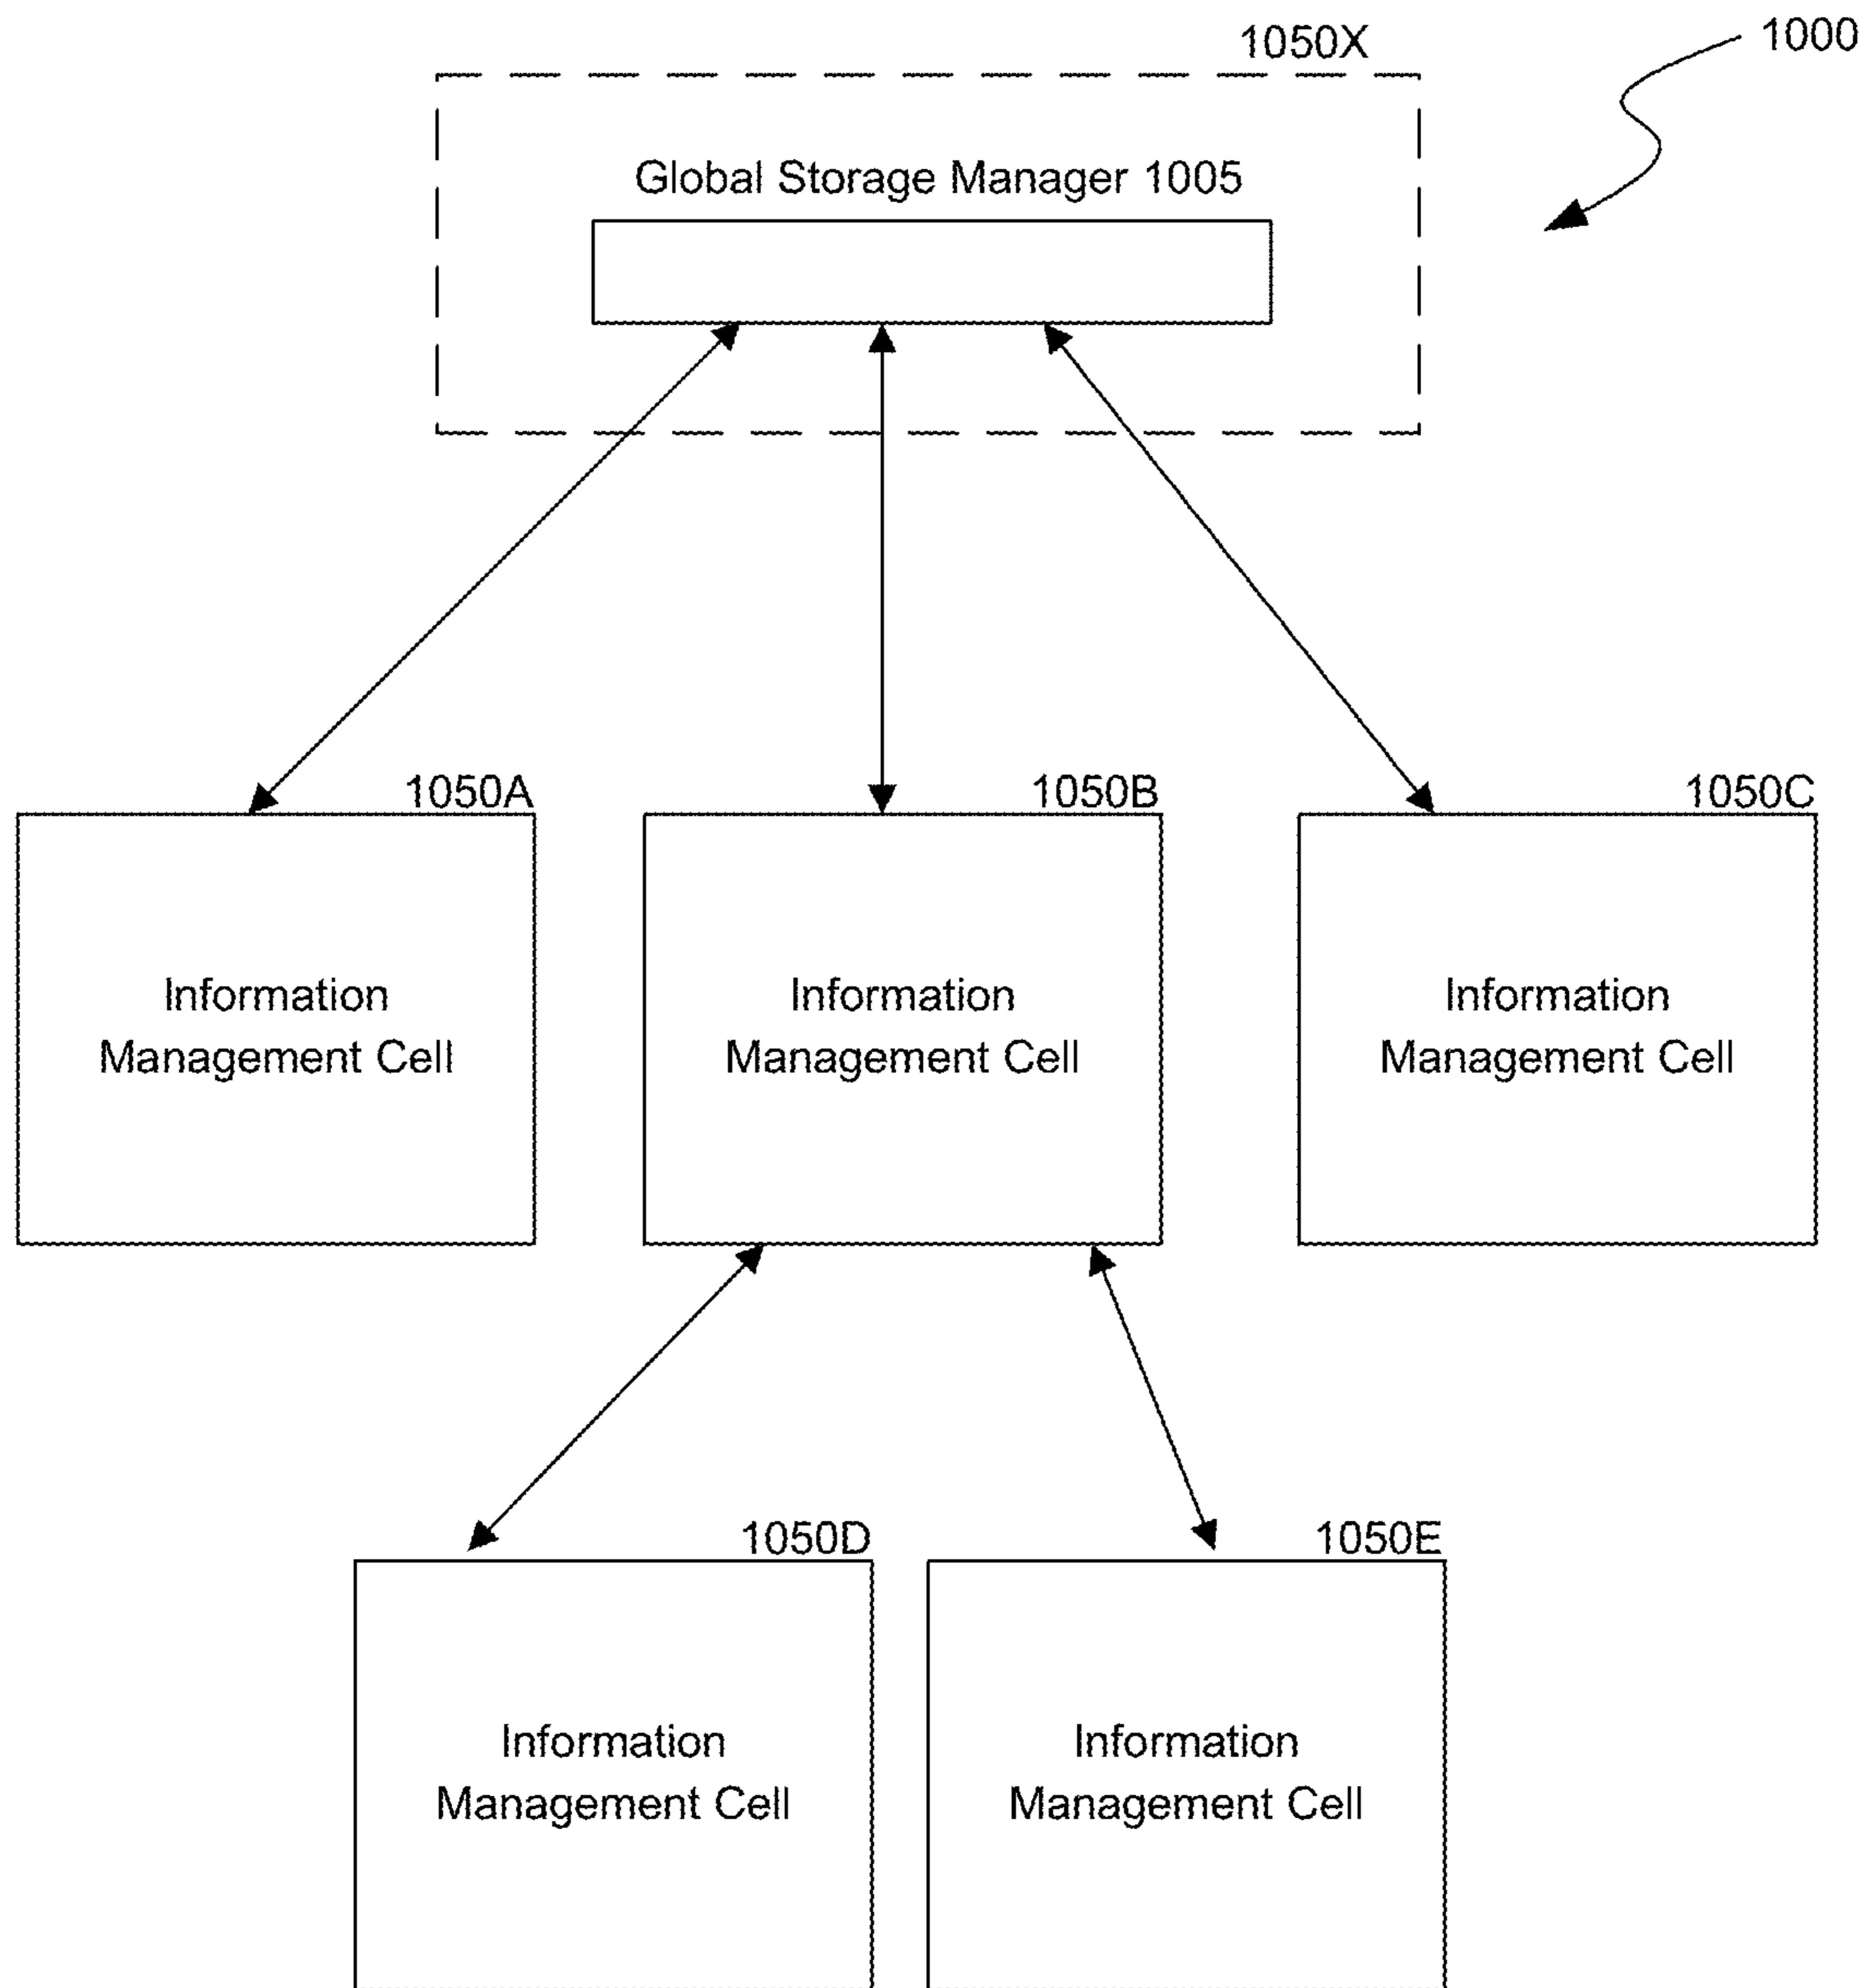 1050X
1000
Global Storage Manager 1005
1050A
1050B
1050C
Information
Management Cell
Information
Management Cell
Information
Management Cell
1050D
1050E
Information
Management Cell
Information
Management Cell